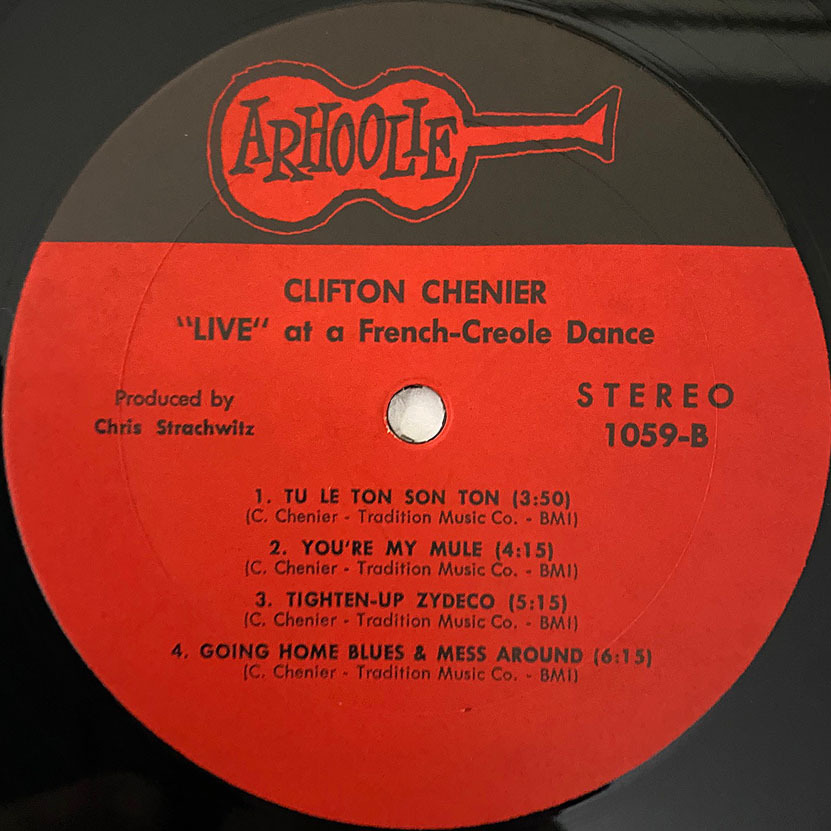 ARHOOLIE
CLIFTON CHENIER
"LIVE" at a French-Creole Dance
Produced by
Chris Strachwitz
STEREO
1059-B
1. TU LE TON SON TON (3:50)
(C. Chenier - Tradition Music Co. - BMI)
2. YOU'RE MY MULE (4:15)
(C. Chenier - Tradition Music Co. - BMI)
3. TIGHTEN-UP ZYDECO (5:15)
(C. Chenier - Tradition Music Co. - BMI)
4. GOING HOME BLUES & MESS AROUND (6:15)
(C. Chenier - Tradition Music Co. - BMI)